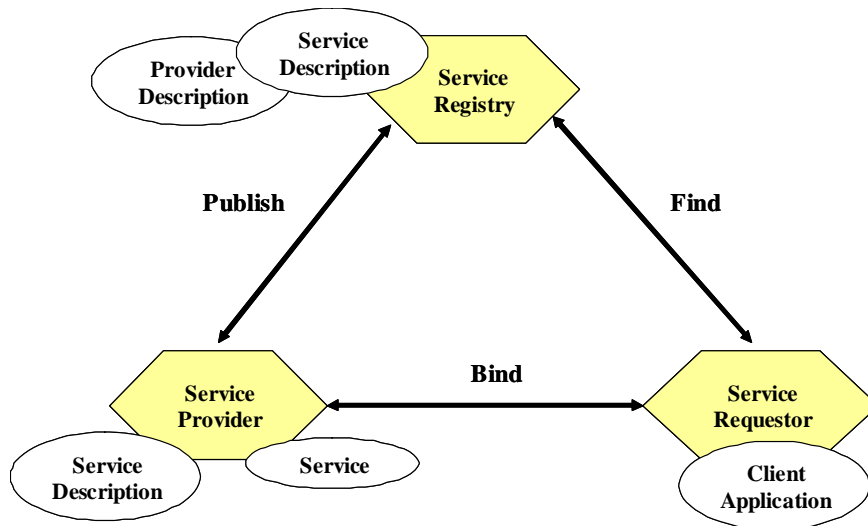 Service
Description
Provider
Description
Service
Registry
Publish
Find
Service
Provider
Bind
Service
Requestor
Service
Description
Service
Client
Application